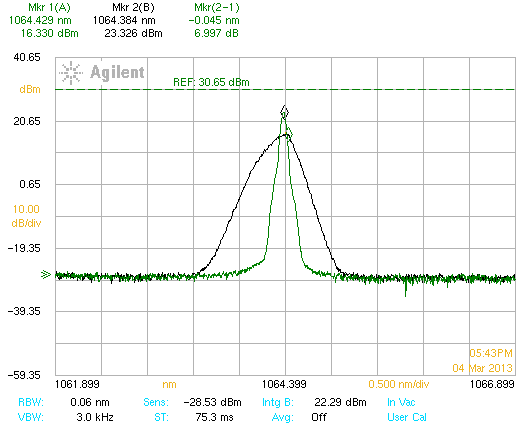 Mkr 1(A) Mkr 2(B) Mkr(2-1)
1064.429 nm 1064.384 nm -0.045 nm
16.330 dBm 23.326 dBm 6.997 dB
40.65
Agilent
REF: 30.65 dBm
dBm
20.65
0.65
10.00
dB/div
-19.35
-39.35
05:43PM
04 Mar 2013
-59.35
1061.899 nm 1064.399 0.500 nm/div 1066.899
RBW: 0.06 nm Sens: -28.53 dBm Intg B: 22.29 dBm In Vac
VBW: 3.0 kHz ST: 75.3 ms Avg: Off User Cal